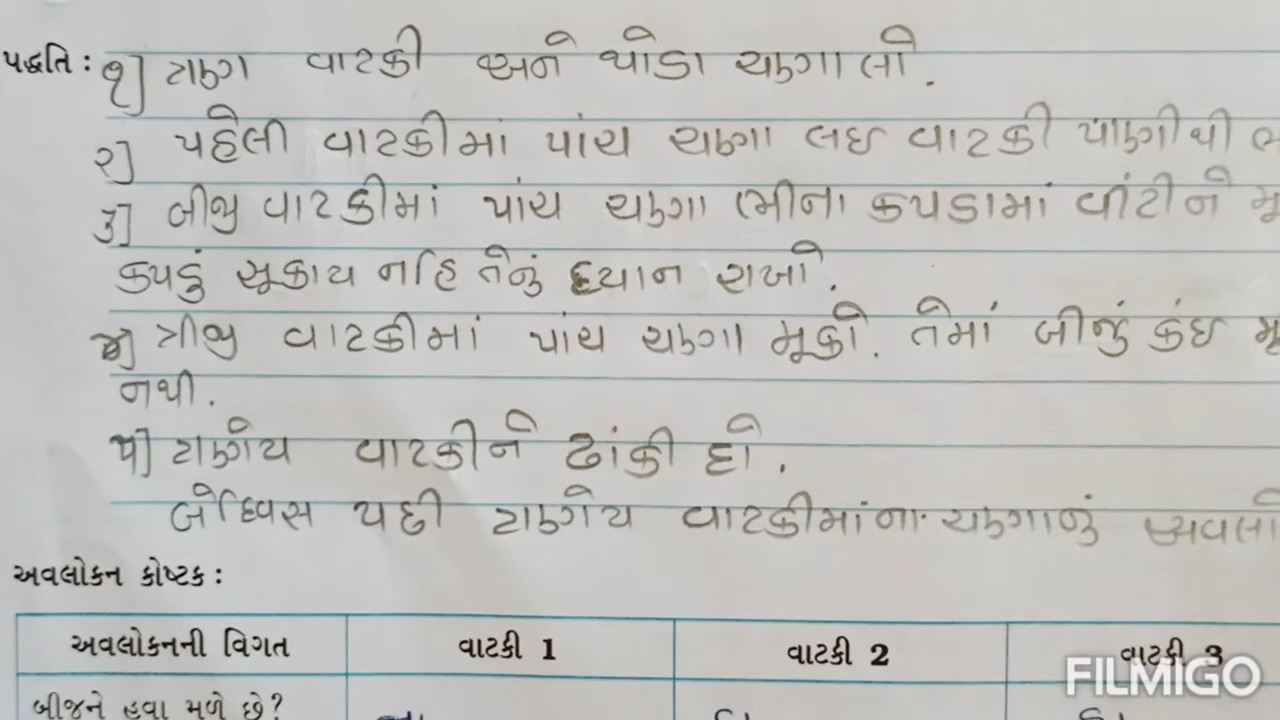 પદ્ધતિ : ૧] ત્રણ વાટકી અને થોડા ચણા લો.
૨] પહેલી વાટકીમાં પાંચ ચણા લઇ વાટકી પાણીથી
૩] બીજી વાટકીમાં પાંચ ચણા ભીના કપડામાં વીંટીને
કપડું સૂકાય નહિ તેનું ધ્યાન રાખો.
૪] ત્રીજી વાટકીમાં પાંચ ચણા મૂકો. તેમાં બીજું કંઇ
નથી.
૫] ત્રણેય વાટકીને ઢાંકી દો.
બે દિવસ પછી ત્રણેય વાટકીમાંના ચણાનું
અવલોકન કોષ્ટક :
અવલોકનની વિગત વાટકી 1 વાટકી 2 વાટકી 3
બીજને હવા મળે છે?
FILMIGO